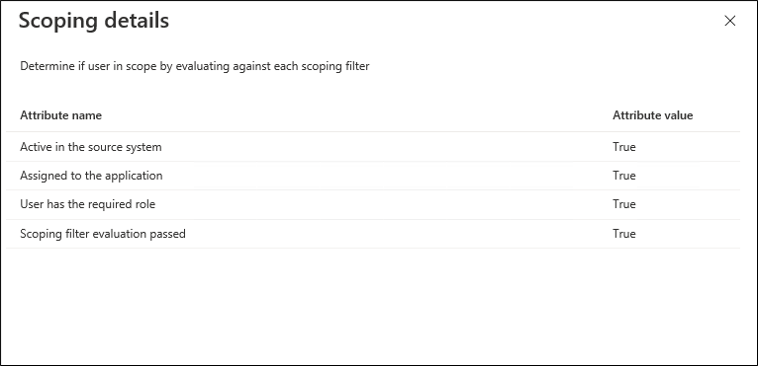 Scoping details
Determine if user in scope by evaluating against each scoping filter
Attribute name Attribute value
Active in the source system True
Assigned to the application True
User has the required role True
Scoping filter evaluation passed True